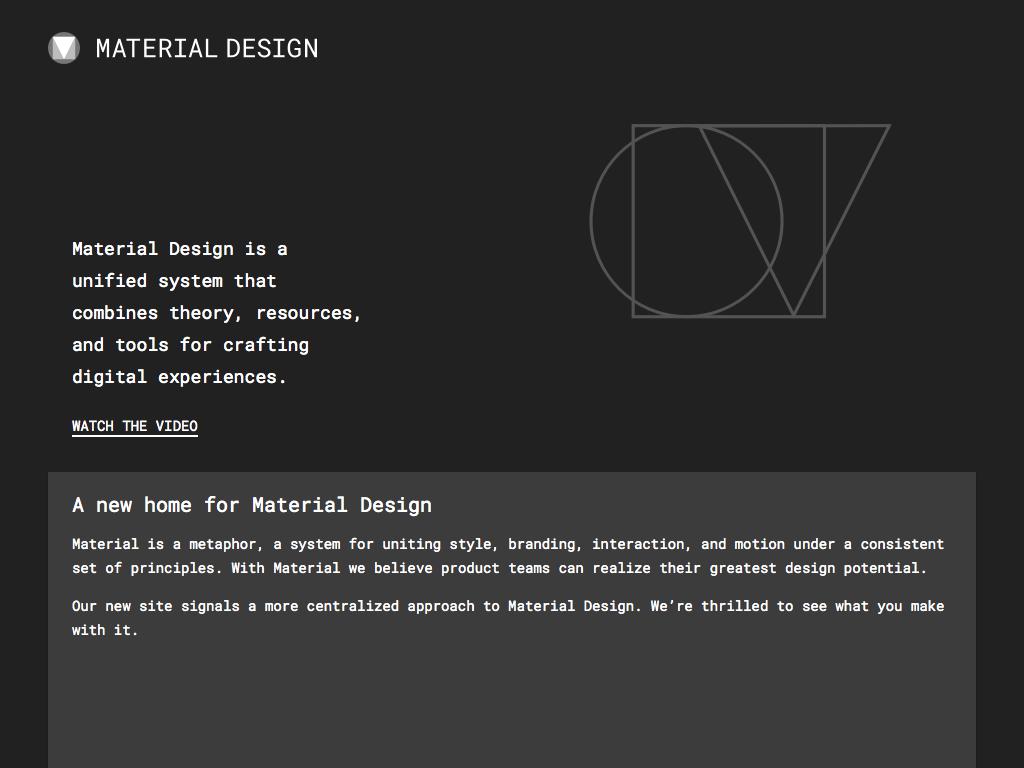 MATERIAL DESIGN
Material Design is a
unified system that
combines theory, resources,
and tools for crafting
digital experiences.
WATCH THE VIDEO
A new home for Material Design
Material is a metaphor, a system for uniting style, branding, interaction, and motion under a consistent
set of principles. With Material we believe product teams can realize their greatest design potential.
Our new site signals a more centralized approach to Material Design. We’re thrilled to see what you make
with it.